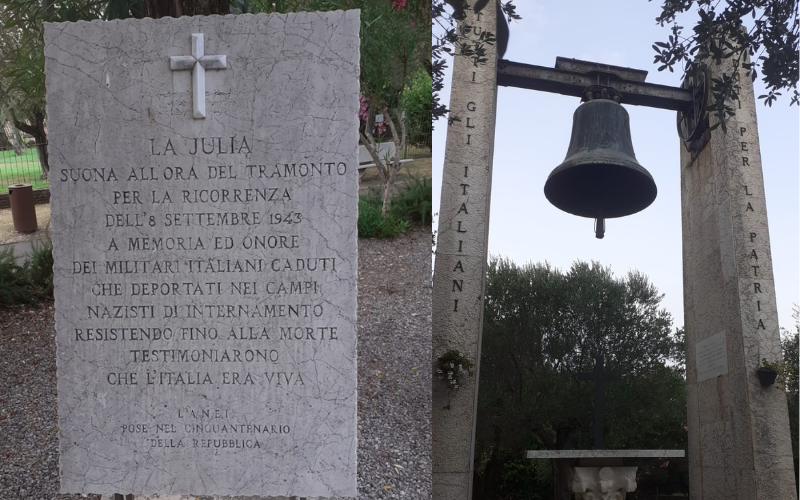 LA JULIA
SUONA ALL'ORA DEL TRAMONTO
PER LA RICORRENZA
DELL'8 SETTEMBRE 1943
A MEMORIA ED ONORE
DEI MILITARI ITALIANI CADUTI
CHE DEPORTATI NEI CAMPI
NAZISTI DI INTERNAMENTO
RESISTENDO FINO ALLA MORTE
TESTIMONIARONO
CHE L'ITALIA ERA VIVA
L'A.N.E.I.
POSE NEL CINQUANTENARIO
DELLA REPUBBLICA
GLI ITALIANI
PER LA PATRIA